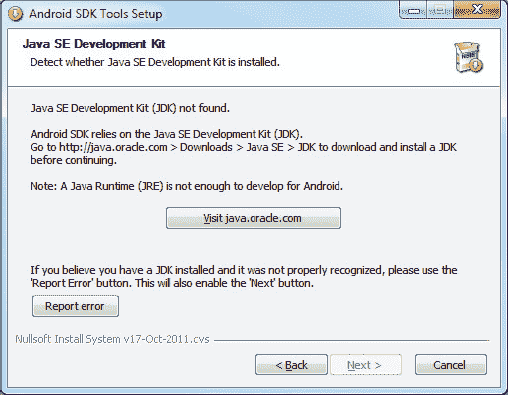 Android SDK Tools Setup
Java SE Development Kit
Detect whether Java SE Development Kit is installed.
Java SE Development Kit (JDK) not found.
Android SDK relies on the Java SE Development Kit (JDK).
Go to http://java.oracle.com > Downloads > Java SE > JDK to download and install a JDK
before continuing.
Note: A Java Runtime (JRE) is not enough to develop for Android.
Visit java.oracle.com
If you believe you have a JDK installed and it was not properly recognized, please use the
'Report Error' button. This will also enable the 'Next' button.
Report error
Nullsoft Install System v17-Oct-2011.cvs
< Back
Next >
Cancel